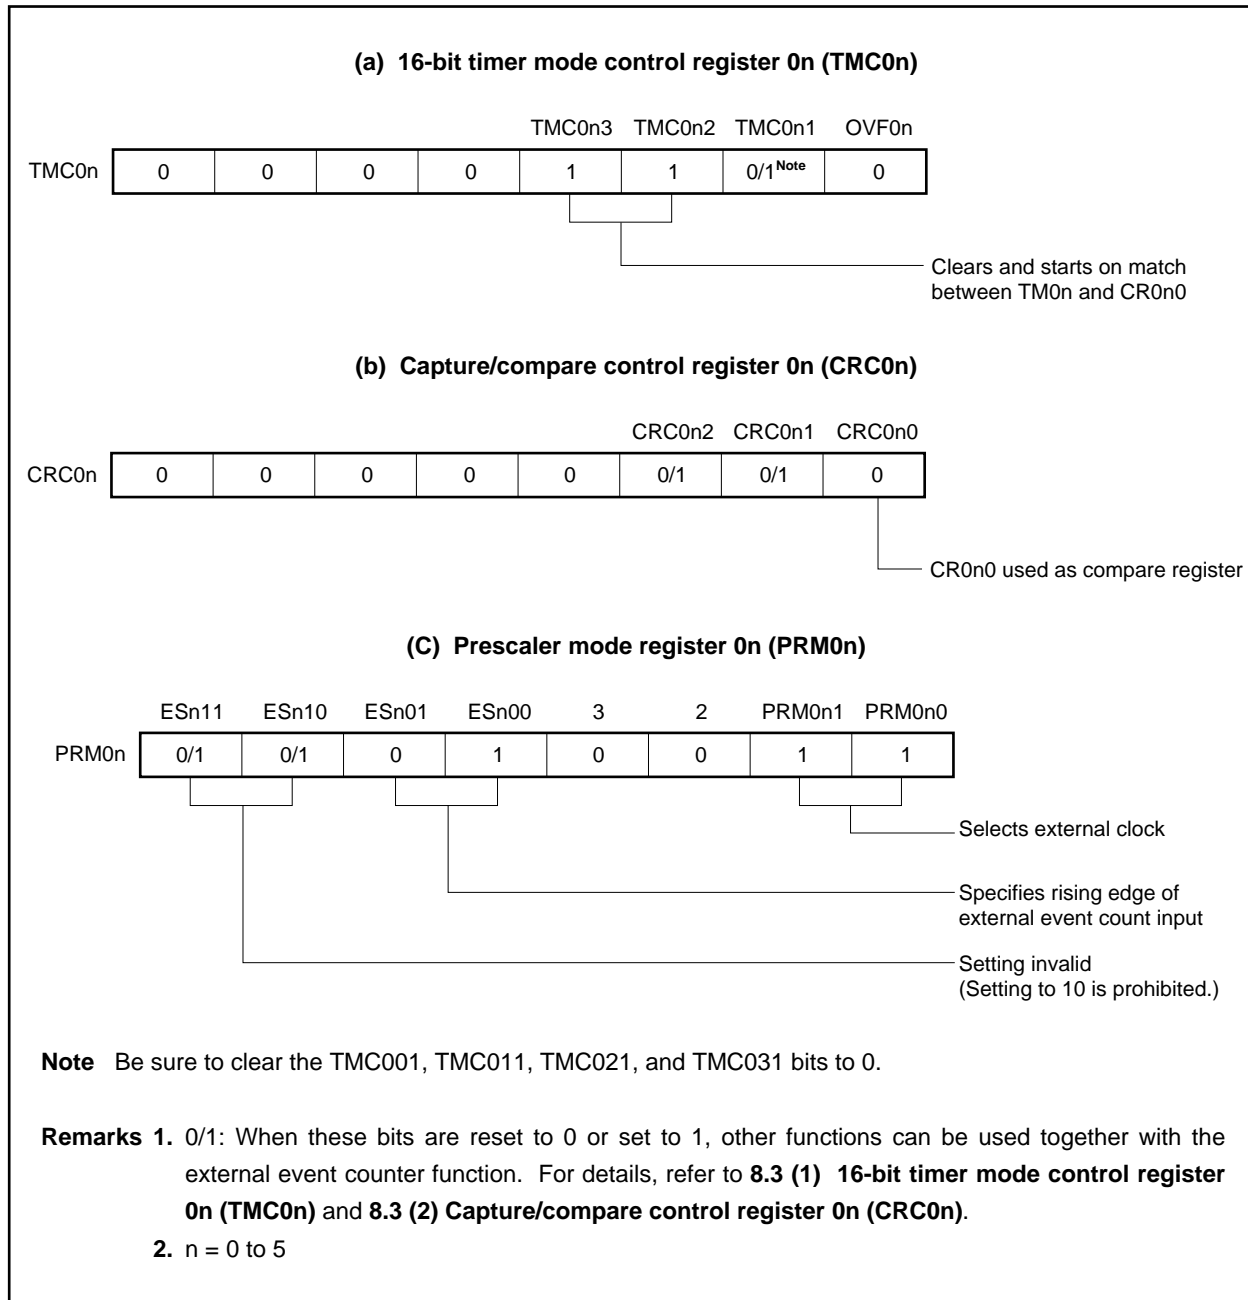 (a) 16-bit timer mode control register 0n (TMC0n)
TMC0n3 TMC0n2 TMC0n1 OVF0n
TMC0n 0 0 0 0 1 1 0/1Note 0
Clears and starts on match
between TM0n and CR0n0
(b) Capture/compare control register 0n (CRC0n)
CRC0n2 CRC0n1 CRC0n0
CRC0n 0 0 0 0 0 0/1 0/1 0
CR0n0 used as compare register
(C) Prescaler mode register 0n (PRM0n)
ESn11 ESn10 ESn01 ESn00 3 2 PRM0n1 PRM0n0
PRM0n 0/1 0/1 0 1 0 0 1 1
Selects external clock
Specifies rising edge of
external event count input
Setting invalid
(Setting to 10 is prohibited.)
Note Be sure to clear the TMC001, TMC011, TMC021, and TMC031 bits to 0.
Remarks 1. 0/1: When these bits are reset to 0 or set to 1, other functions can be used together with the
external event counter function. For details, refer to 8.3 (1) 16-bit timer mode control register
0n (TMC0n) and 8.3 (2) Capture/compare control register 0n (CRC0n).
2. n = 0 to 5